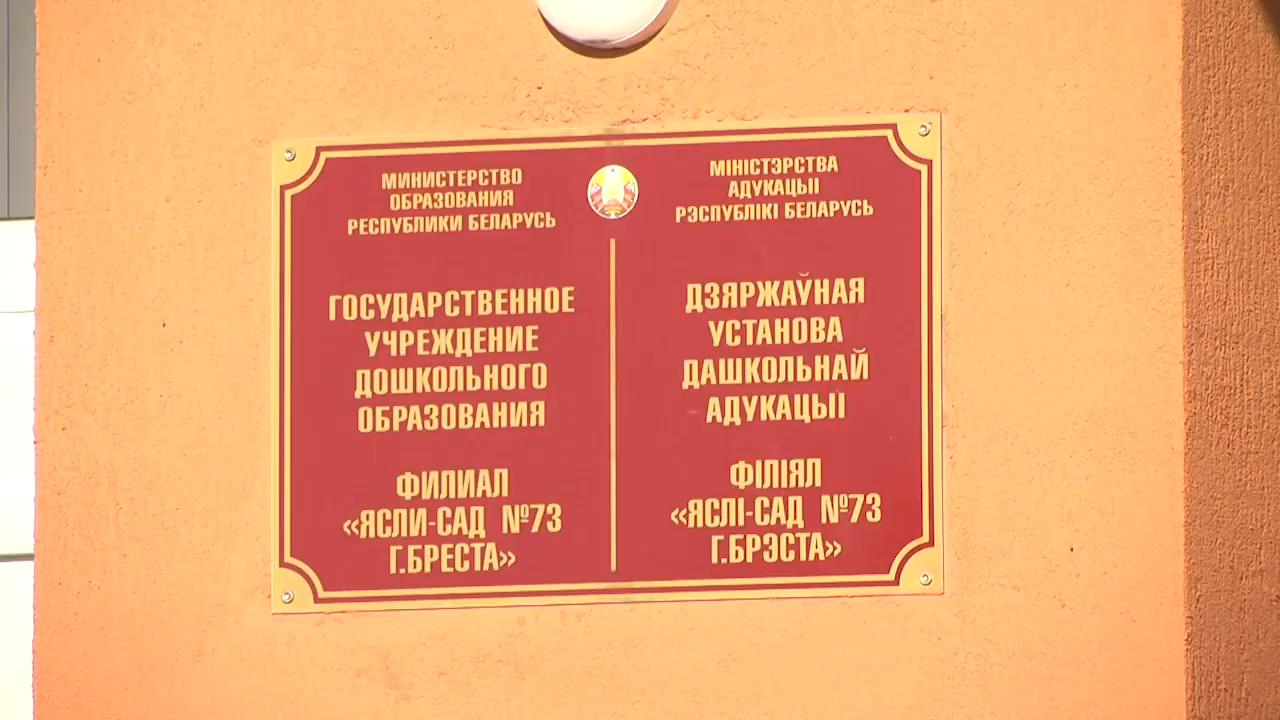 МИНИСТЕРСТВО
ОБРАЗОВАНИЯ
РЕСПУБЛИКИ БЕЛАРУСЬ
ГОСУДАРСТВЕННОЕ
УЧРЕЖДЕНИЕ
ДОШКОЛЬНОГО
ОБРАЗОВАНИЯ
ФИЛИАЛ
«ЯСЛИ-САД №73
Г.БРЕСТА»
МІНІСТЭРСТВА
АДУКАЦЫІ
РЭСПУБЛІКІ БЕЛАРУСЬ
ДЗЯРЖАЎНАЯ
УСТАНОВА
ДАШКОЛЬНАЙ
АДУКАЦЫІ
ФІЛІЯЛ
«ЯСЛІ-САД №73
Г.БРЭСТА»